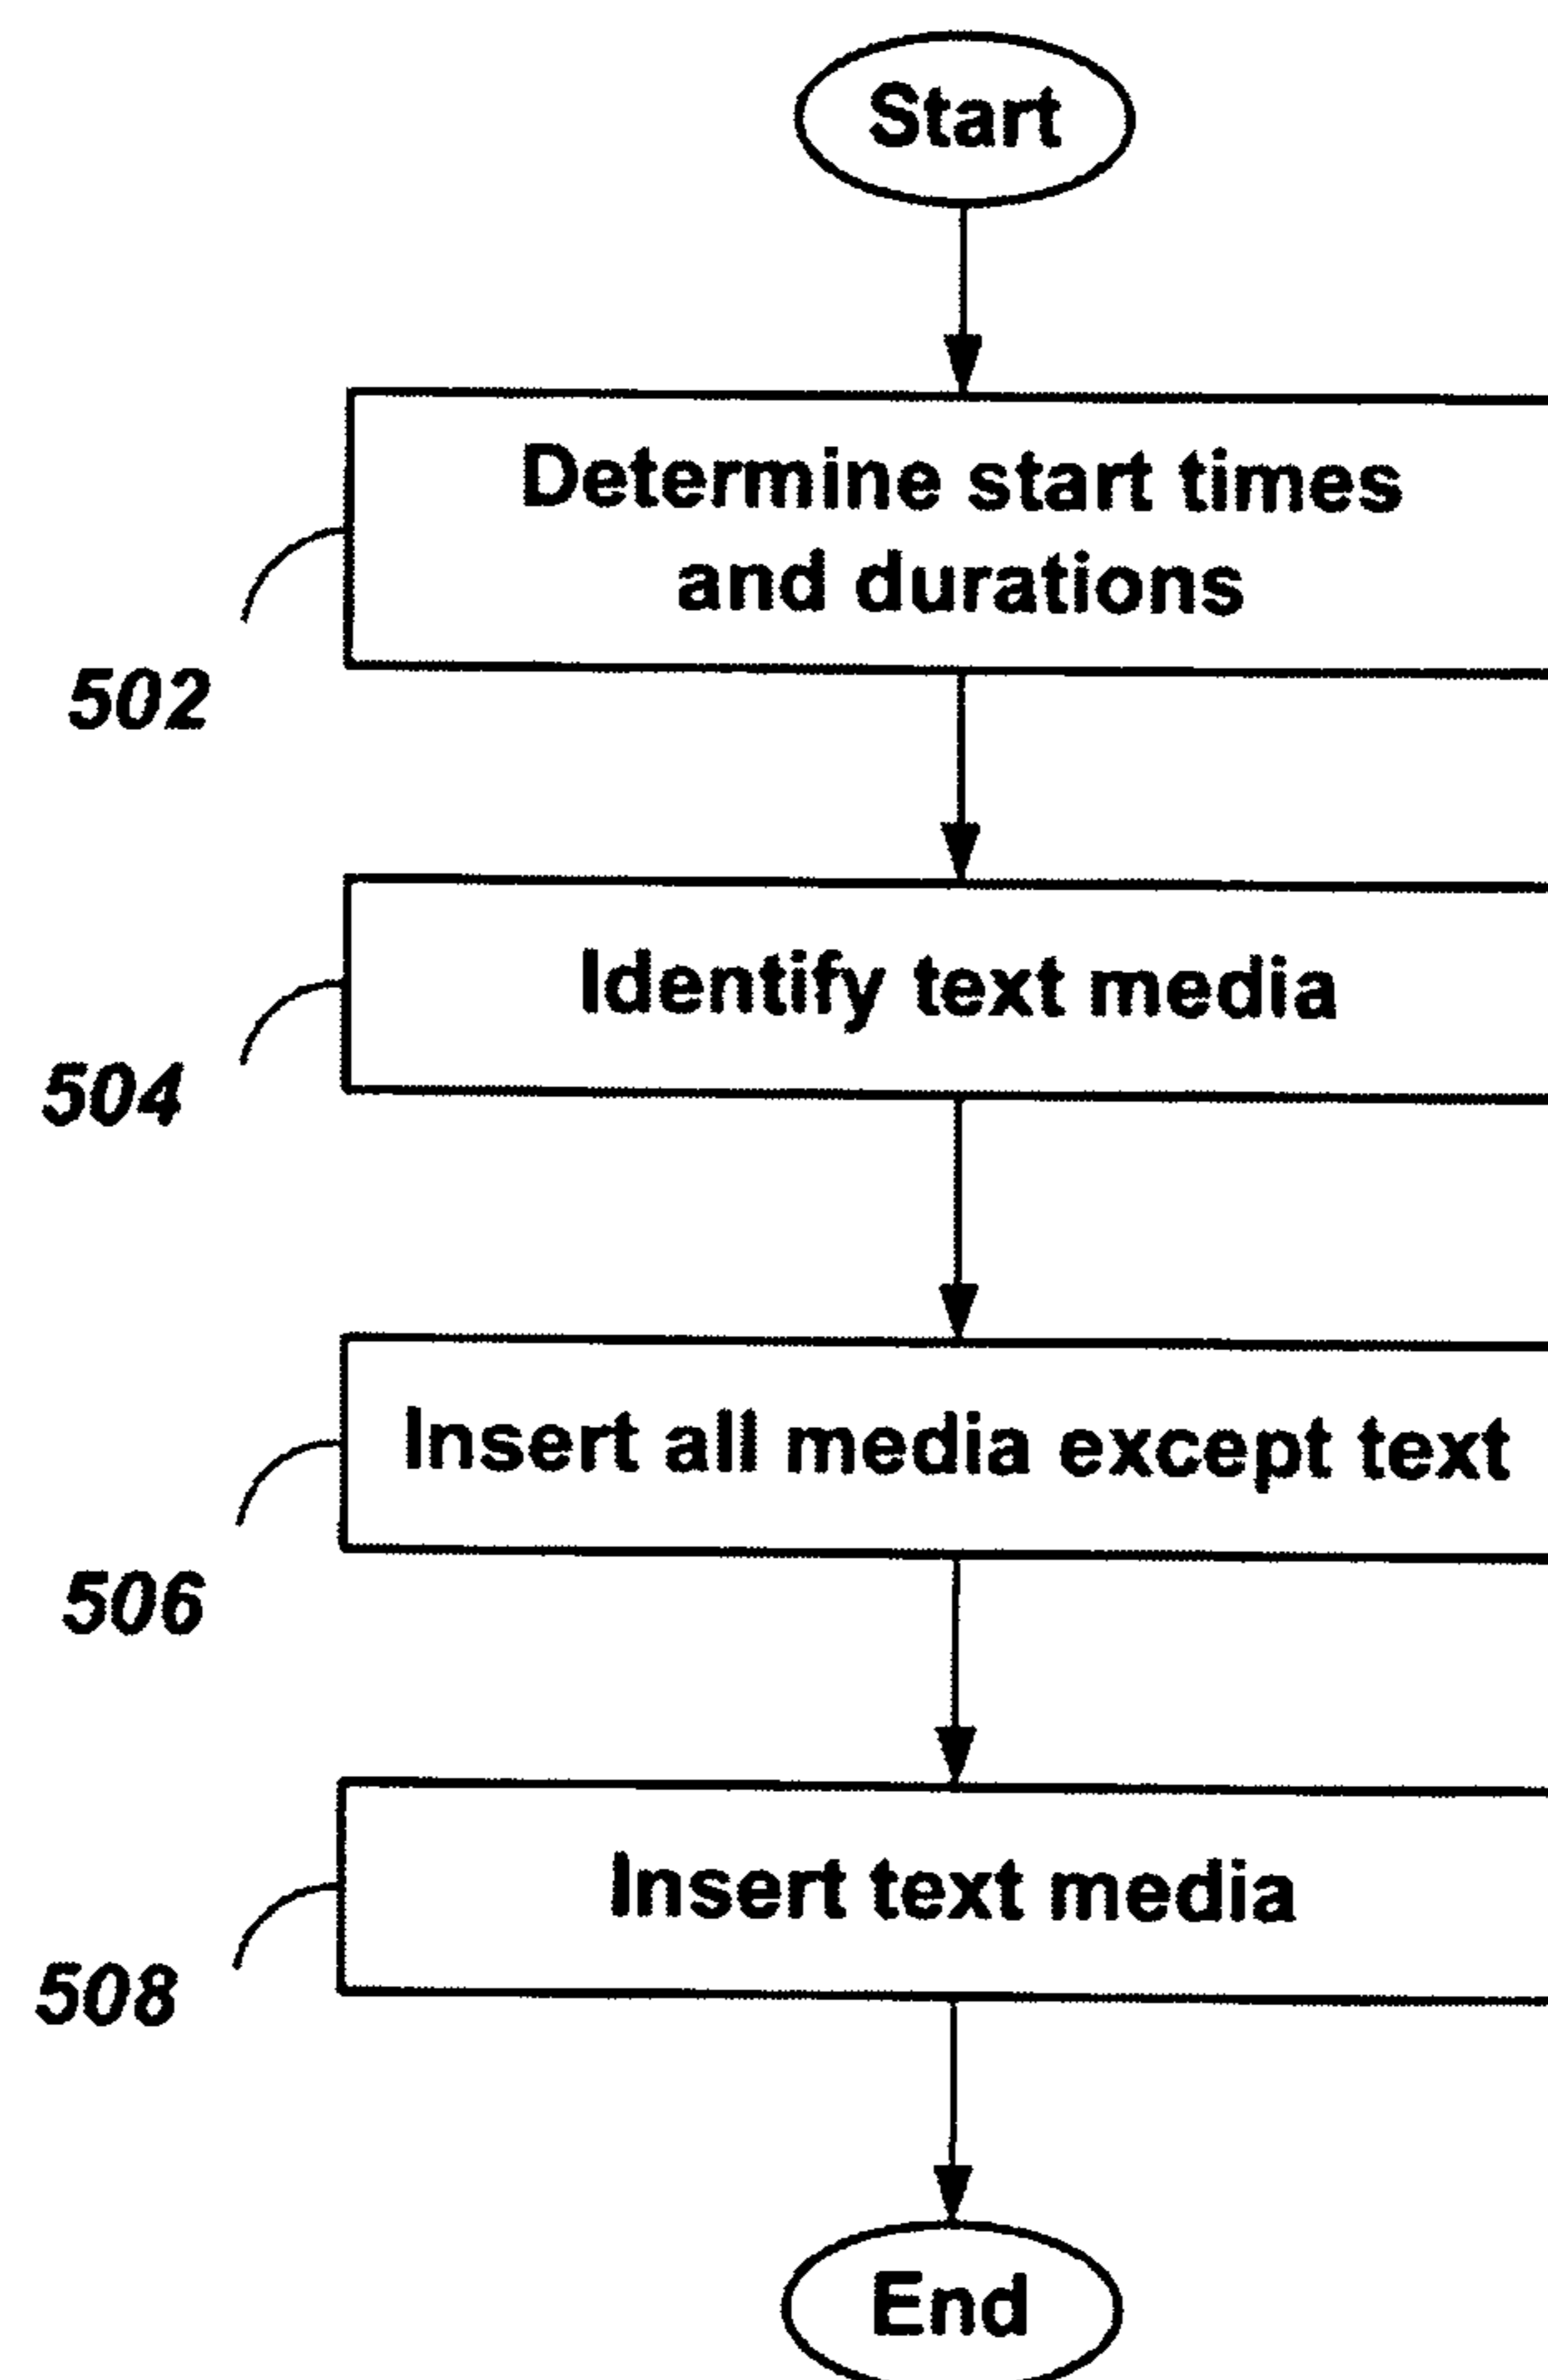 Start
Determine start times
and durations
502
Identify text media
504
Insert all media except text
506
Insert text media
508
End